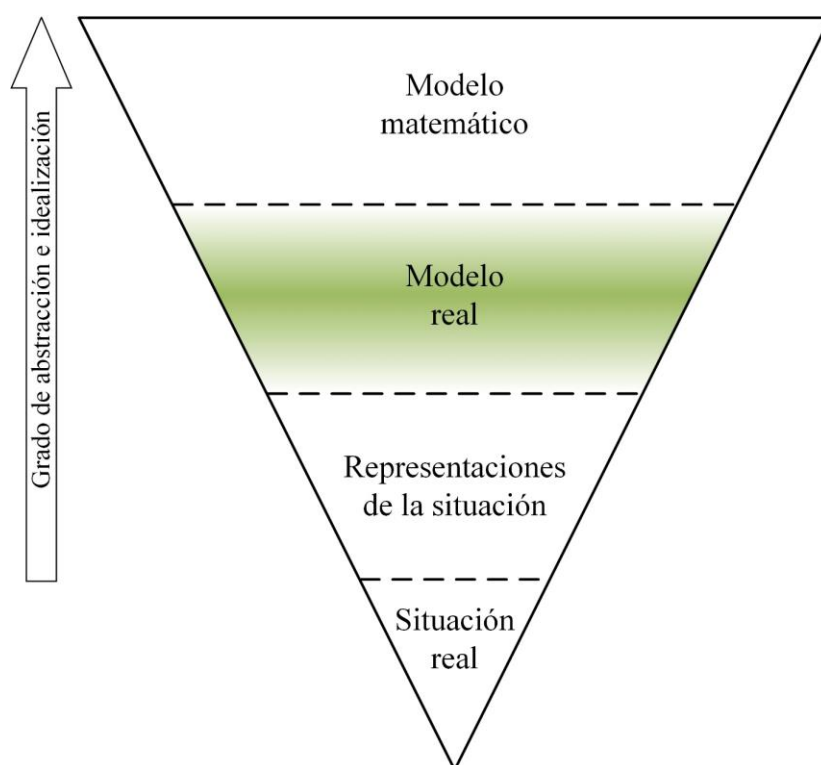 Grado de abstracción e idealización
Modelo
matemático
Modelo
real
Representaciones
de la situación
Situación
real